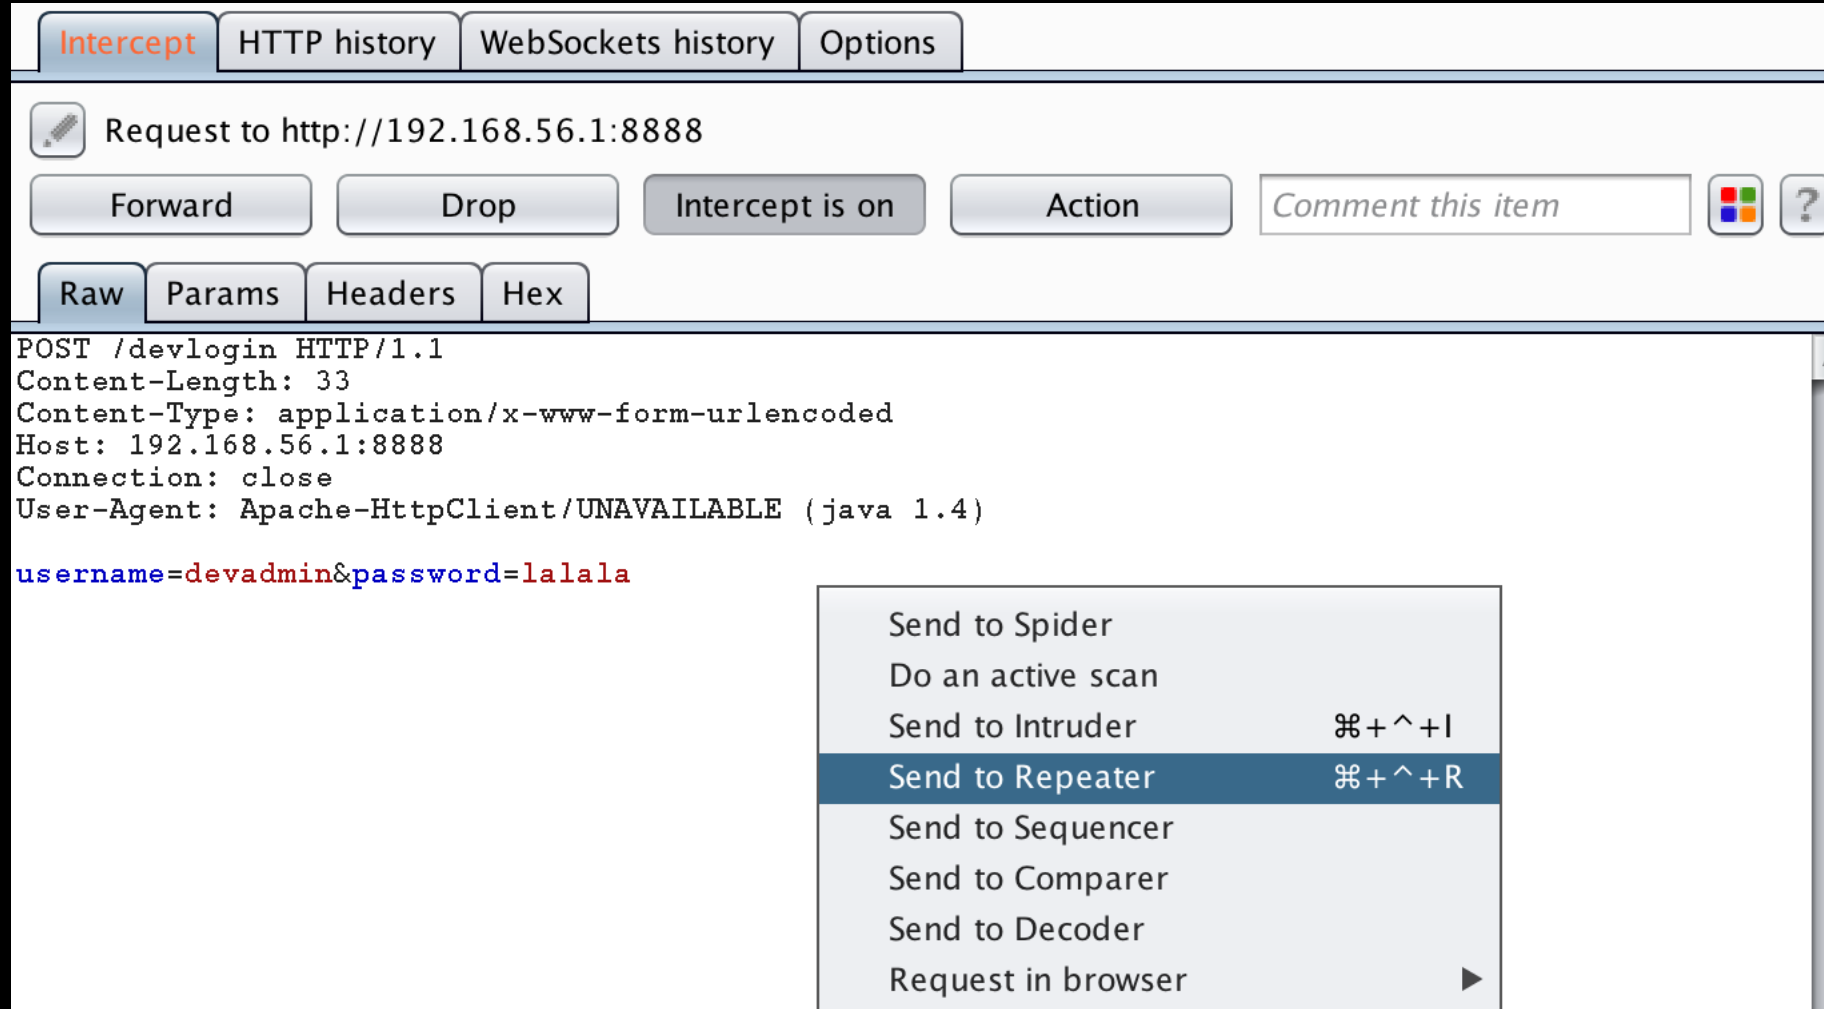 Intercept HTTP history WebSockets history Options
Request to http://192.168.56.1:8888
Forward Drop Intercept is on Action Comment this item ?
Raw Params Headers Hex
POST /devlogin HTTP/1.1
Content-Length: 33
Content-Type: application/x-www-form-urlencoded
Host: 192.168.56.1:8888
Connection: close
User-Agent: Apache-HttpClient/UNAVAILABLE (java 1.4)
username=devadmin&password=lalala
Send to Spider
Do an active scan
Send to Intruder ⌘+^+I
Send to Repeater ⌘+^+R
Send to Sequencer
Send to Comparer
Send to Decoder
Request in browser